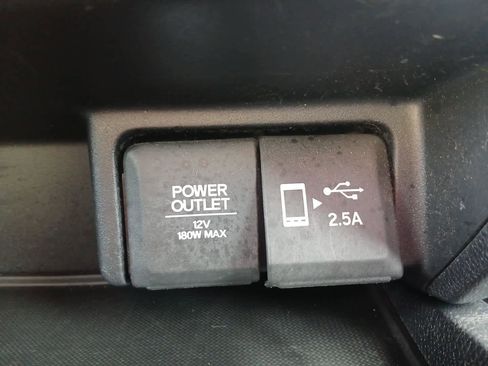 POWER
OUTLET
12V
180W MAX
2.5A